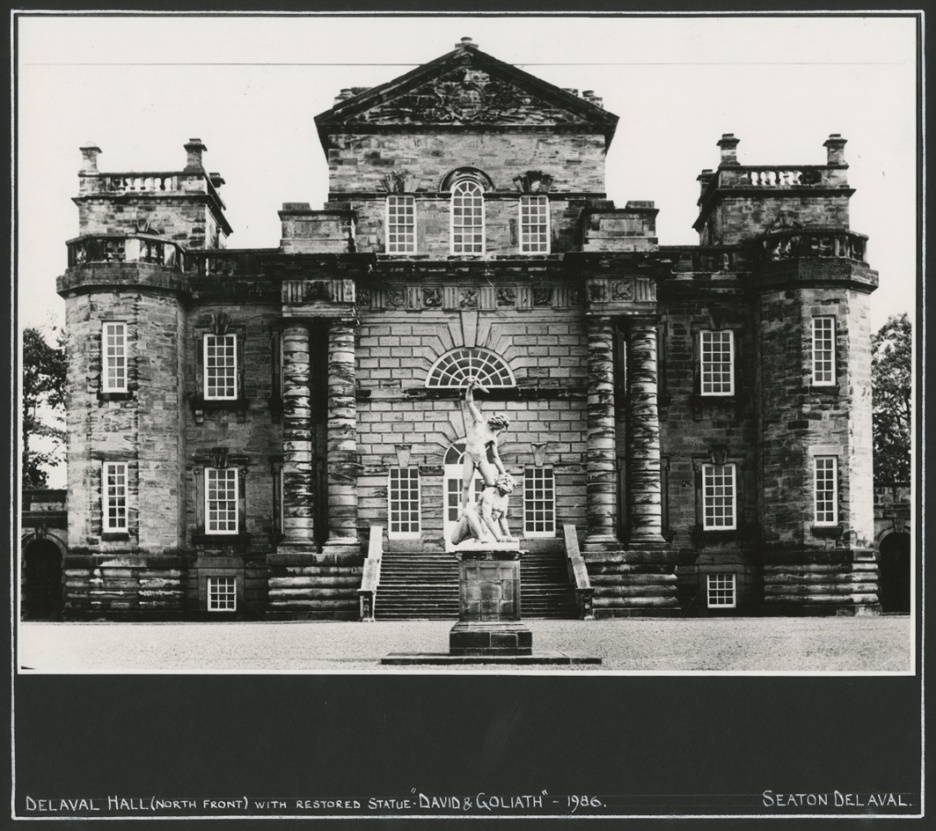 DELAVAL HALL (NORTH FRONT) WITH RESTORED STATUE - "DAVID & GOLIATH" - 1986. SEATON DELAVAL.